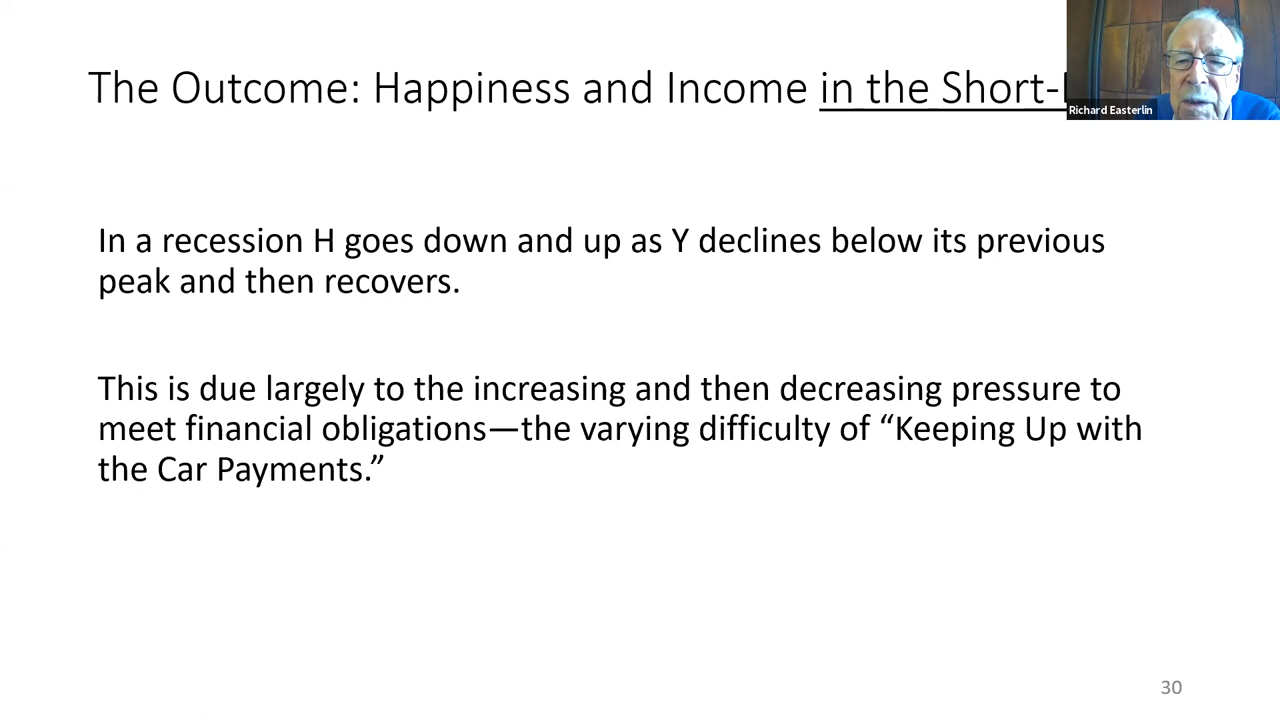 The Outcome: Happiness and Income in the Short-
Richard Easterlin
In a recession H goes down and up as Y declines below its previous
peak and then recovers.
This is due largely to the increasing and then decreasing pressure to
meet financial obligations—the varying difficulty of “Keeping Up with
the Car Payments.”
30